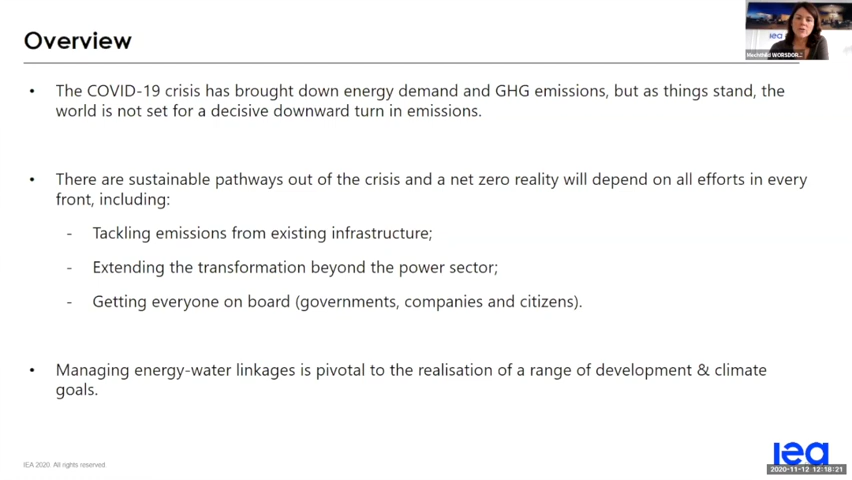 Overview
iea
Mechthild WORSDOR...
• The COVID-19 crisis has brought down energy demand and GHG emissions, but as things stand, the
world is not set for a decisive downward turn in emissions.
• There are sustainable pathways out of the crisis and a net zero reality will depend on all efforts in every
front, including:
- Tackling emissions from existing infrastructure;
- Extending the transformation beyond the power sector;
- Getting everyone on board (governments, companies and citizens).
• Managing energy-water linkages is pivotal to the realisation of a range of development & climate
goals.
IEA 2020. All rights reserved.
iea
2020-11-12 12:18:21